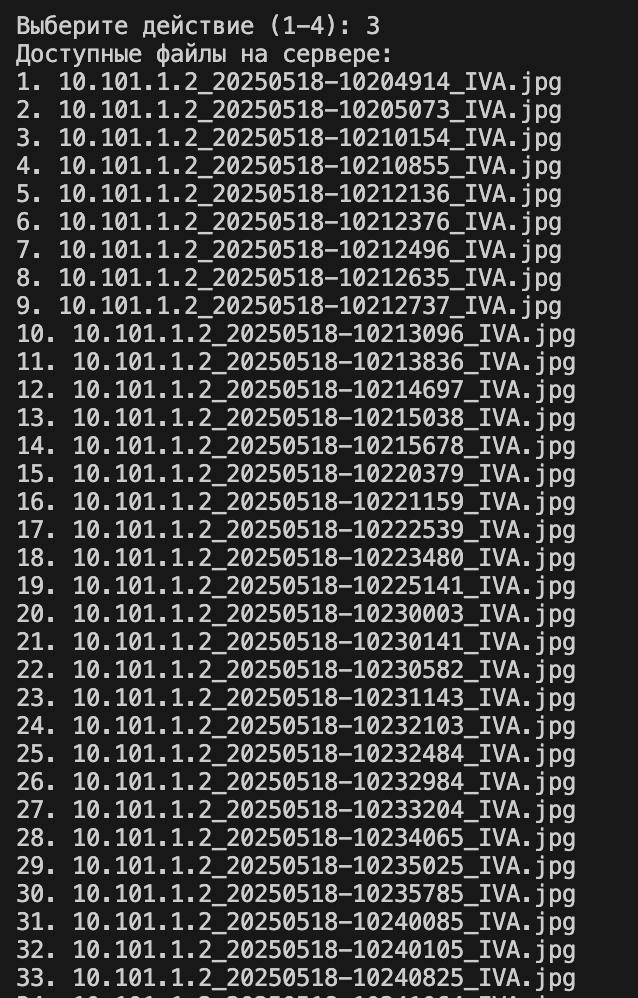 Выберите действие (1-4): 3
Доступные файлы на сервере:
1. 10.101.1.2_20250518-10204914_IVA.jpg
2. 10.101.1.2_20250518-10205073_IVA.jpg
3. 10.101.1.2_20250518-10210154_IVA.jpg
4. 10.101.1.2_20250518-10210855_IVA.jpg
5. 10.101.1.2_20250518-10212136_IVA.jpg
6. 10.101.1.2_20250518-10212376_IVA.jpg
7. 10.101.1.2_20250518-10212496_IVA.jpg
8. 10.101.1.2_20250518-10212635_IVA.jpg
9. 10.101.1.2_20250518-10212737_IVA.jpg
10. 10.101.1.2_20250518-10213096_IVA.jpg
11. 10.101.1.2_20250518-10213836_IVA.jpg
12. 10.101.1.2_20250518-10214697_IVA.jpg
13. 10.101.1.2_20250518-10215038_IVA.jpg
14. 10.101.1.2_20250518-10215678_IVA.jpg
15. 10.101.1.2_20250518-10220379_IVA.jpg
16. 10.101.1.2_20250518-10221159_IVA.jpg
17. 10.101.1.2_20250518-10222539_IVA.jpg
18. 10.101.1.2_20250518-10223480_IVA.jpg
19. 10.101.1.2_20250518-10225141_IVA.jpg
20. 10.101.1.2_20250518-10230003_IVA.jpg
21. 10.101.1.2_20250518-10230141_IVA.jpg
22. 10.101.1.2_20250518-10230582_IVA.jpg
23. 10.101.1.2_20250518-10231143_IVA.jpg
24. 10.101.1.2_20250518-10232103_IVA.jpg
25. 10.101.1.2_20250518-10232484_IVA.jpg
26. 10.101.1.2_20250518-10232984_IVA.jpg
27. 10.101.1.2_20250518-10233204_IVA.jpg
28. 10.101.1.2_20250518-10234065_IVA.jpg
29. 10.101.1.2_20250518-10235025_IVA.jpg
30. 10.101.1.2_20250518-10235785_IVA.jpg
31. 10.101.1.2_20250518-10240085_IVA.jpg
32. 10.101.1.2_20250518-10240105_IVA.jpg
33. 10.101.1.2_20250518-10240825_IVA.jpg